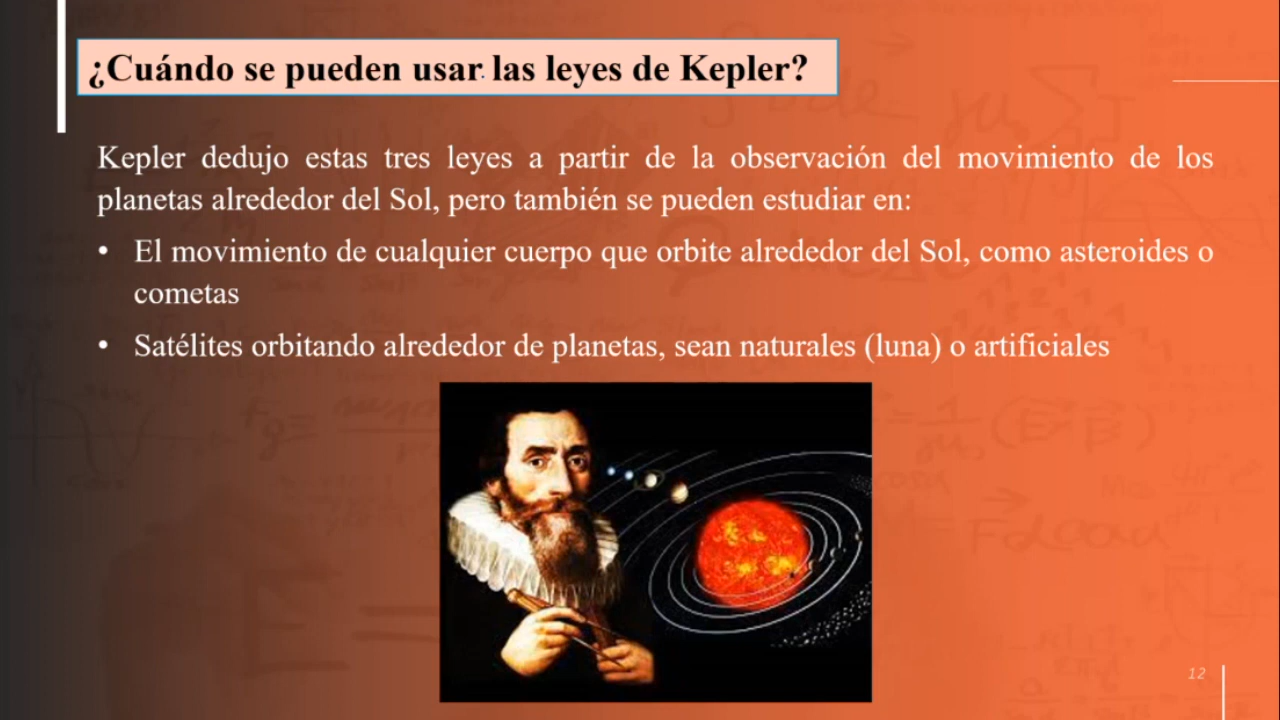 ¿Cuándo se pueden usar las leyes de Kepler?
Kepler dedujo estas tres leyes a partir de la observación del movimiento de los
planetas alrededor del Sol, pero también se pueden estudiar en:
• El movimiento de cualquier cuerpo que orbite alrededor del Sol, como asteroides o
cometas
• Satélites orbitando alrededor de planetas, sean naturales (luna) o artificiales
12